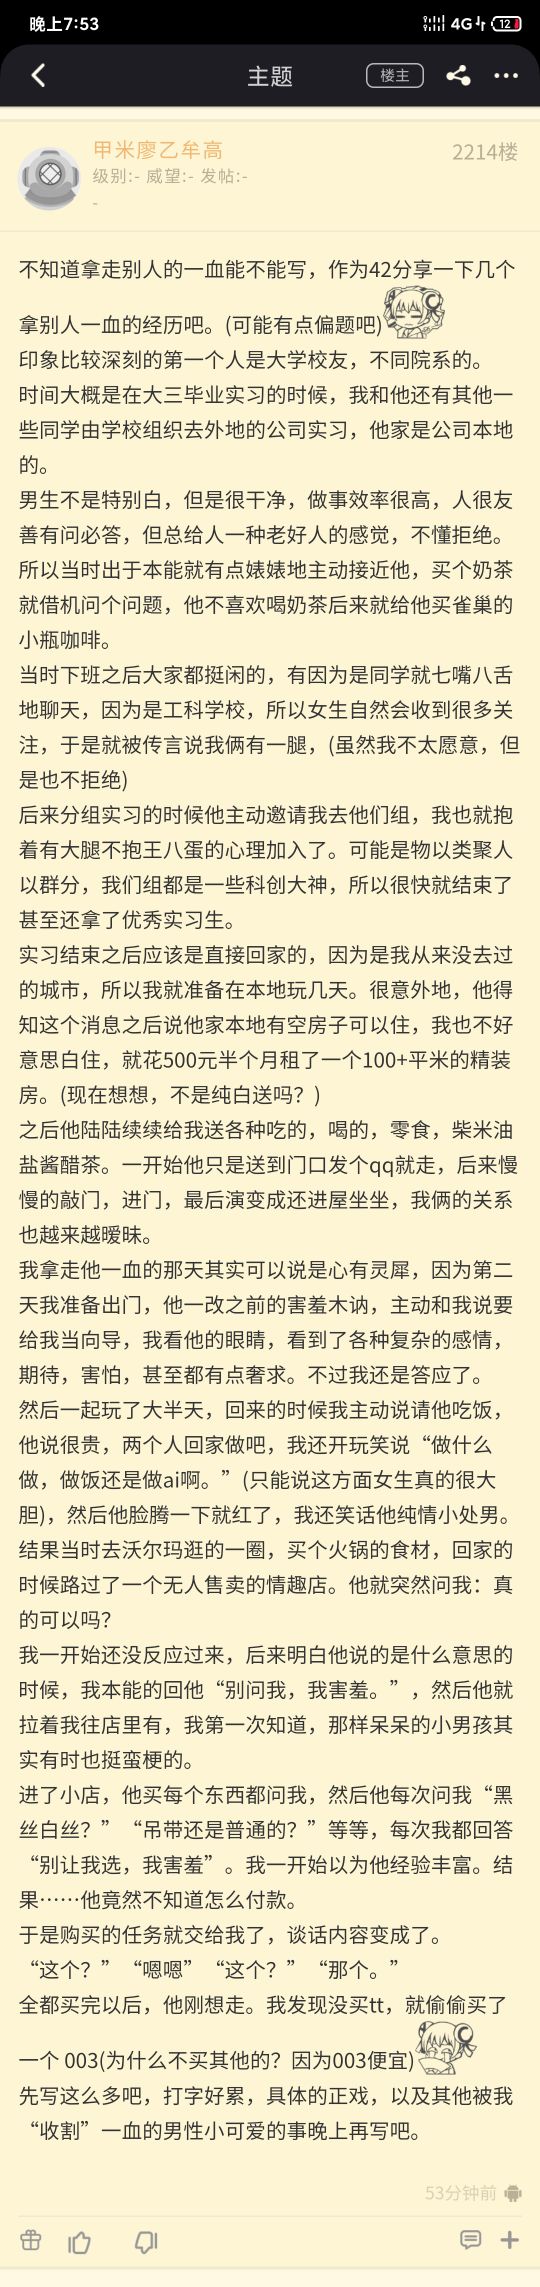 晚上7:53
4G
12
主题
楼主
甲米廖乙牟高
2214楼
级别:- 威望:- 发帖:-
-
不知道拿走别人的一血能不能写，作为42分享一下几个
拿别人一血的经历吧。(可能有点偏题吧)
印象比较深刻的第一个人是大学校友，不同院系的。
时间大概是在大三毕业实习的时候，我和他还有其他一
些同学由学校组织去外地的公司实习，他家是公司本地
的。
男生不是特别白，但是很干净，做事效率很高，人很友
善有问必答，但总给人一种老好人的感觉，不懂拒绝。
所以当时出于本能就有点婊婊地主动接近他，买个奶茶
就借机问个问题，他不喜欢喝奶茶后来就给他买雀巢的
小瓶咖啡。
当时下班之后大家都挺闲的，有因为是同学就七嘴八舌
地聊天，因为是工科学校，所以女生自然会收到很多关
注，于是就被传言说我俩有一腿，(虽然我不太愿意，但
是也不拒绝)
后来分组实习的时候他主动邀请我去他们组，我也就抱
着有大腿不抱王八蛋的心理加入了。可能是物以类聚人
以群分，我们组都是一些科创大神，所以很快就结束了
甚至还拿了优秀实习生。
实习结束之后应该是直接回家的，因为是我从来没去过
的城市，所以我就准备在本地玩几天。很意外地，他得
知这个消息之后说他家本地有空房子可以住，我也不好
意思白住，就花500元半个月租了一个100+平米的精装
房。(现在想想，不是纯白送吗？)
之后他陆陆续续给我送各种吃的，喝的，零食，柴米油
盐酱醋茶。一开始他只是送到门口发个qq就走，后来慢
慢的敲门，进门，最后演变成还进屋坐坐，我俩的关系
也越来越暧昧。
我拿走他一血的那天其实可以说是心有灵犀，因为第二
天我准备出门，他一改之前的害羞木讷，主动和我说要
给我当向导，我看他的眼睛，看到了各种复杂的感情，
期待，害怕，甚至都有点奢求。不过我还是答应了。
然后一起玩了大半天，回来的时候我主动说请他吃饭，
他说很贵，两个人回家做吧，我还开玩笑说“做什么
做，做饭还是做ai啊。”(只能说这方面女生真的很大
胆)，然后他脸腾一下就红了，我还笑话他纯情小处男。
结果当时去沃尔玛逛的一圈，买个火锅的食材，回家的
时候路过了一个无人售卖的情趣店。他就突然问我：真
的可以吗？
我一开始还没反应过来，后来明白他说的是什么意思的
时候，我本能的回他“别问我，我害羞。”，然后他就
拉着我往店里有，我第一次知道，那样呆呆的小男孩其
实有时也挺蛮梗的。
进了小店，他买每个东西都问我，然后他每次问我“黑
丝白丝？”“吊带还是普通的？”等等，每次我都回答
“别让我选，我害羞”。我一开始以为他经验丰富。结
果……他竟然不知道怎么付款。
于是购买的任务就交给我了，谈话内容变成了。
“这个？”“嗯嗯”“这个？”“那个。”
全都买完以后，他刚想走。我发现没买tt，就偷偷买了
一个 003(为什么不买其他的？因为003便宜)
先写这么多吧，打字好累，具体的正戏，以及其他被我
“收割”一血的男性小可爱的事晚上再写吧。
53分钟前